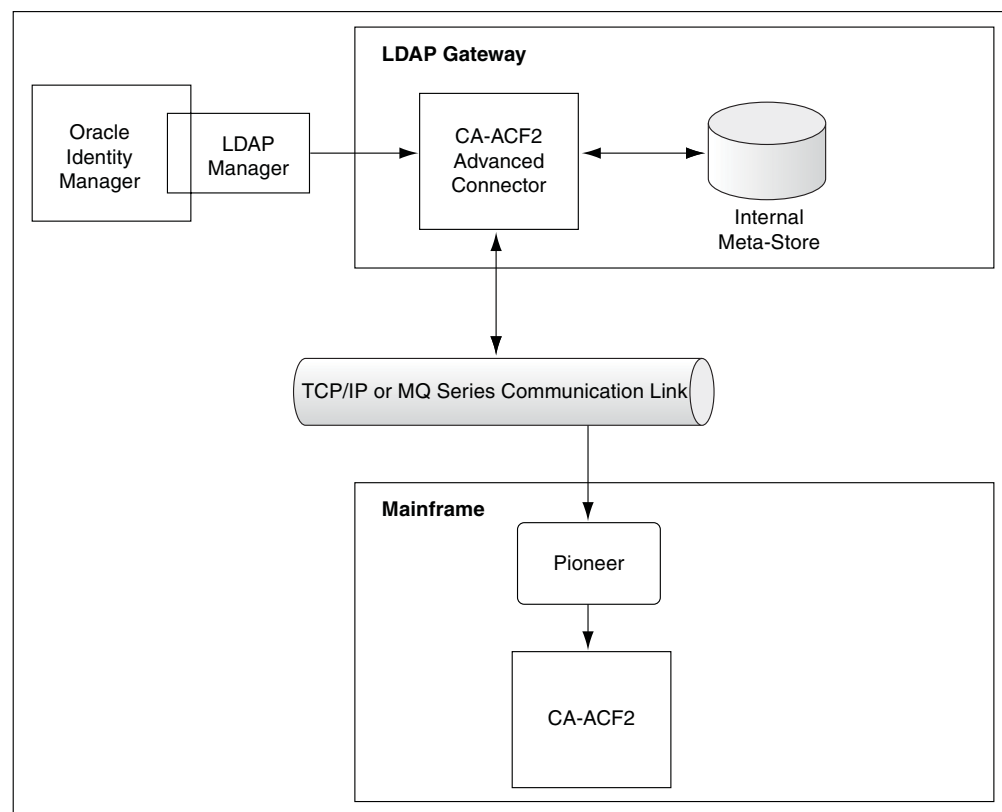 LDAP Gateway
Oracle
Identity
Manager
LDAP
Manager
CA-ACF2
Advanced
Connector
Internal
Meta-Store
TCP/IP or MQ Series Communication Link
Mainframe
Pioneer
CA-ACF2